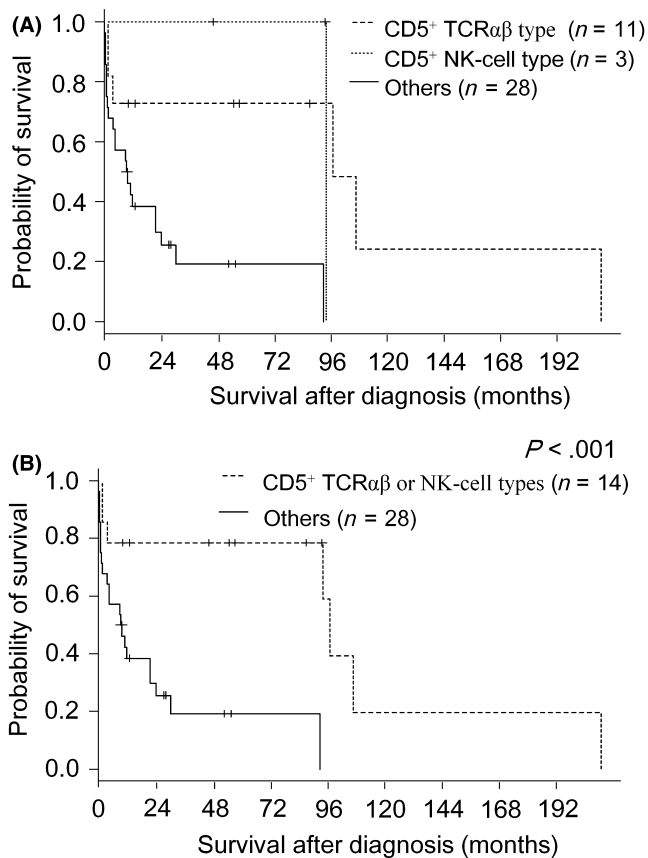 (A)
CD5⁺ TCRαβ type (n = 11)
CD5⁺ NK-cell type (n = 3)
Others (n = 28)
Probability of survival
1.0
0.8
0.6
0.4
0.2
0.0
0 24 48 72 96 120 144 168 192
Survival after diagnosis (months)
(B)
P < .001
CD5⁺ TCRαβ or NK-cell types (n = 14)
Others (n = 28)
Probability of survival
1.0
0.8
0.6
0.4
0.2
0.0
0 24 48 72 96 120 144 168 192
Survival after diagnosis (months)